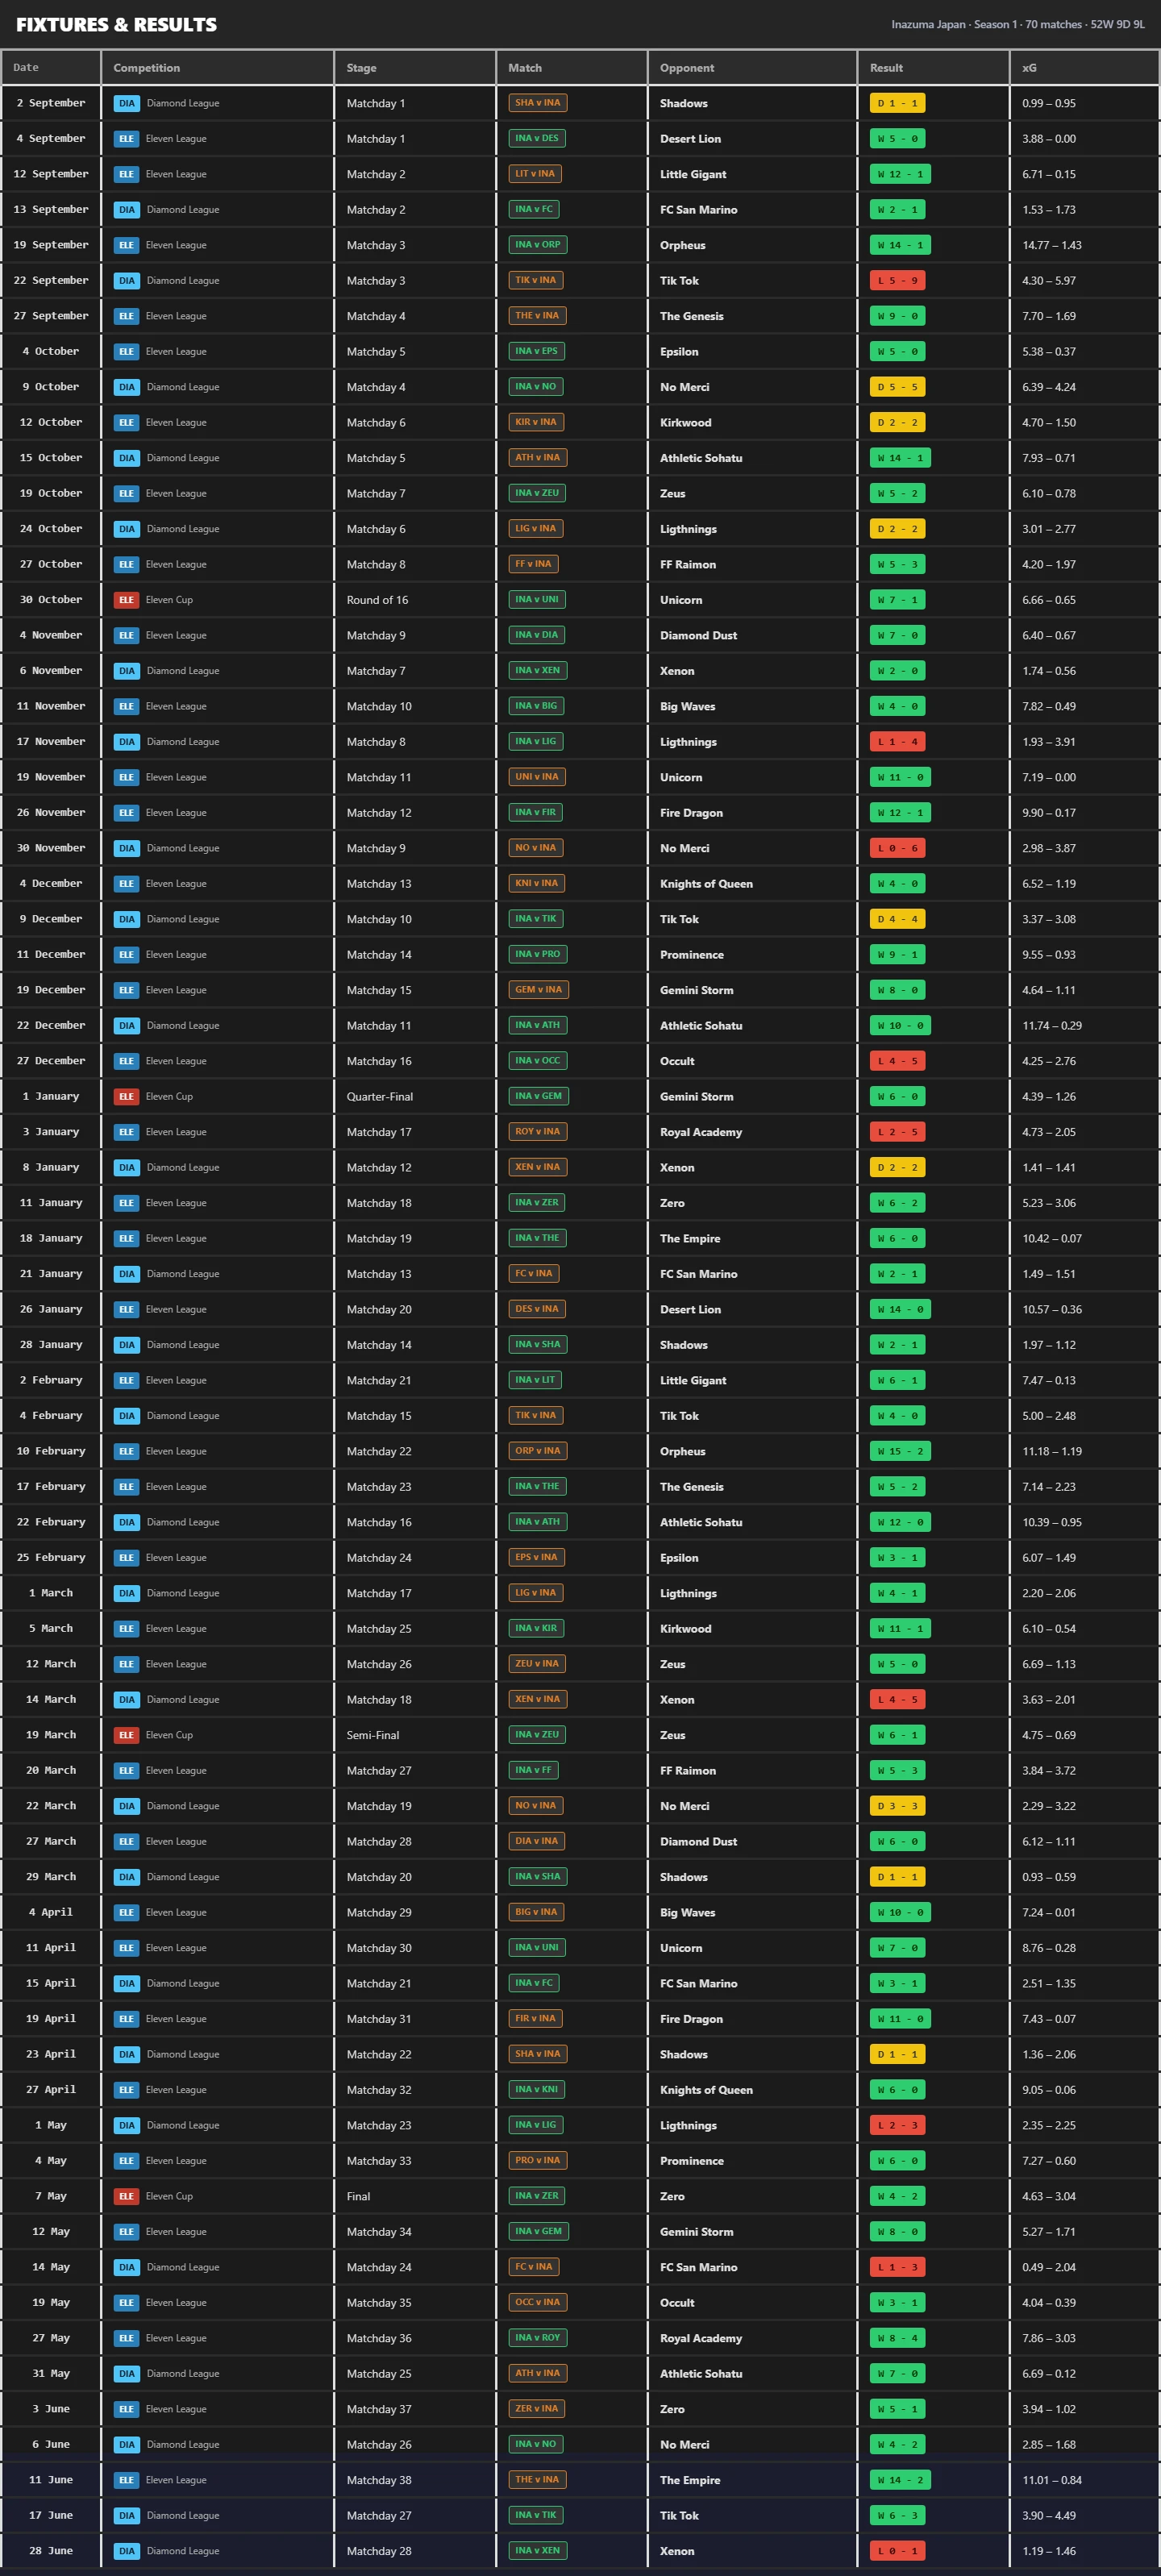 FIXTURES & RESULTS Inazuma Japan · Season 1 · 70 matches · 52W 9D 9L
Date Competition Stage Match Opponent Result xG
2 September DIA Diamond League Matchday 1 SHA v INA Shadows D 1 - 1 0.99 – 0.95
4 September ELE Eleven League Matchday 1 INA v DES Desert Lion W 5 - 0 3.88 – 0.00
12 September ELE Eleven League Matchday 2 LIT v INA Little Gigant W 12 - 1 6.71 – 0.15
13 September DIA Diamond League Matchday 2 INA v FC FC San Marino W 2 - 1 1.53 – 1.73
19 September ELE Eleven League Matchday 3 INA v ORP Orpheus W 14 - 1 14.77 – 1.43
22 September DIA Diamond League Matchday 3 TIK v INA Tik Tok L 5 - 9 4.30 – 5.97
27 September ELE Eleven League Matchday 4 THE v INA The Genesis W 9 - 0 7.70 – 1.69
4 October ELE Eleven League Matchday 5 INA v EPS Epsilon W 5 - 0 5.38 – 0.37
9 October DIA Diamond League Matchday 4 INA v NO No Merci D 5 - 5 6.39 – 4.24
12 October ELE Eleven League Matchday 6 KIR v INA Kirkwood D 2 - 2 4.70 – 1.50
15 October DIA Diamond League Matchday 5 ATH v INA Athletic Sohatu W 14 - 1 7.93 – 0.71
19 October ELE Eleven League Matchday 7 INA v ZEU Zeus W 5 - 2 6.10 – 0.78
24 October DIA Diamond League Matchday 6 LIG v INA Ligthnings D 2 - 2 3.01 – 2.77
27 October ELE Eleven League Matchday 8 FF v INA FF Raimon W 5 - 3 4.20 – 1.97
30 October ELE Eleven Cup Round of 16 INA v UNI Unicorn W 7 - 1 6.66 – 0.65
4 November ELE Eleven League Matchday 9 INA v DIA Diamond Dust W 7 - 0 6.40 – 0.67
6 November DIA Diamond League Matchday 7 INA v XEN Xenon W 2 - 0 1.74 – 0.56
11 November ELE Eleven League Matchday 10 INA v BIG Big Waves W 4 - 0 7.82 – 0.49
17 November DIA Diamond League Matchday 8 INA v LIG Ligthnings L 1 - 4 1.93 – 3.91
19 November ELE Eleven League Matchday 11 UNI v INA Unicorn W 11 - 0 7.19 – 0.00
26 November ELE Eleven League Matchday 12 INA v FIR Fire Dragon W 12 - 1 9.90 – 0.17
30 November DIA Diamond League Matchday 9 NO v INA No Merci L 0 - 6 2.98 – 3.87
4 December ELE Eleven League Matchday 13 KNI v INA Knights of Queen W 4 - 0 6.52 – 1.19
9 December DIA Diamond League Matchday 10 INA v TIK Tik Tok D 4 - 4 3.37 – 3.08
11 December ELE Eleven League Matchday 14 INA v PRO Prominence W 9 - 1 9.55 – 0.93
19 December ELE Eleven League Matchday 15 GEM v INA Gemini Storm W 8 - 0 4.64 – 1.11
22 December DIA Diamond League Matchday 11 INA v ATH Athletic Sohatu W 10 - 0 11.74 – 0.29
27 December ELE Eleven League Matchday 16 INA v OCC Occult L 4 - 5 4.25 – 2.76
1 January ELE Eleven Cup Quarter-Final INA v GEM Gemini Storm W 6 - 0 4.39 – 1.26
3 January ELE Eleven League Matchday 17 ROY v INA Royal Academy L 2 - 5 4.73 – 2.05
8 January DIA Diamond League Matchday 12 XEN v INA Xenon D 2 - 2 1.41 – 1.41
11 January ELE Eleven League Matchday 18 INA v ZER Zero W 6 - 2 5.23 – 3.06
18 January ELE Eleven League Matchday 19 INA v THE The Empire W 6 - 0 10.42 – 0.07
21 January DIA Diamond League Matchday 13 FC v INA FC San Marino W 2 - 1 1.49 – 1.51
26 January ELE Eleven League Matchday 20 DES v INA Desert Lion W 14 - 0 10.57 – 0.36
28 January DIA Diamond League Matchday 14 INA v SHA Shadows W 2 - 1 1.97 – 1.12
2 February ELE Eleven League Matchday 21 INA v LIT Little Gigant W 6 - 1 7.47 – 0.13
4 February DIA Diamond League Matchday 15 TIK v INA Tik Tok W 4 - 0 5.00 – 2.48
10 February ELE Eleven League Matchday 22 ORP v INA Orpheus W 15 - 2 11.18 – 1.19
17 February ELE Eleven League Matchday 23 INA v THE The Genesis W 5 - 2 7.14 – 2.23
22 February DIA Diamond League Matchday 16 INA v ATH Athletic Sohatu W 12 - 0 10.39 – 0.95
25 February ELE Eleven League Matchday 24 EPS v INA Epsilon W 3 - 1 6.07 – 1.49
1 March DIA Diamond League Matchday 17 LIG v INA Ligthnings W 4 - 1 2.20 – 2.06
5 March ELE Eleven League Matchday 25 INA v KIR Kirkwood W 11 - 1 6.10 – 0.54
12 March ELE Eleven League Matchday 26 ZEU v INA Zeus W 5 - 0 6.69 – 1.13
14 March DIA Diamond League Matchday 18 XEN v INA Xenon L 4 - 5 3.63 – 2.01
19 March ELE Eleven Cup Semi-Final INA v ZEU Zeus W 6 - 1 4.75 – 0.69
20 March ELE Eleven League Matchday 27 INA v FF FF Raimon W 5 - 3 3.84 – 3.72
22 March DIA Diamond League Matchday 19 NO v INA No Merci D 3 - 3 2.29 – 3.22
27 March ELE Eleven League Matchday 28 DIA v INA Diamond Dust W 6 - 0 6.12 – 1.11
29 March DIA Diamond League Matchday 20 INA v SHA Shadows D 1 - 1 0.93 – 0.59
4 April ELE Eleven League Matchday 29 BIG v INA Big Waves W 10 - 0 7.24 – 0.01
11 April ELE Eleven League Matchday 30 INA v UNI Unicorn W 7 - 0 8.76 – 0.28
15 April DIA Diamond League Matchday 21 INA v FC FC San Marino W 3 - 1 2.51 – 1.35
19 April ELE Eleven League Matchday 31 FIR v INA Fire Dragon W 11 - 0 7.43 – 0.07
23 April DIA Diamond League Matchday 22 SHA v INA Shadows D 1 - 1 1.36 – 2.06
27 April ELE Eleven League Matchday 32 INA v KNI Knights of Queen W 6 - 0 9.05 – 0.06
1 May DIA Diamond League Matchday 23 INA v LIG Ligthnings L 2 - 3 2.35 – 2.25
4 May ELE Eleven League Matchday 33 PRO v INA Prominence W 6 - 0 7.27 – 0.60
7 May ELE Eleven Cup Final INA v ZER Zero W 4 - 2 4.63 – 3.04
12 May ELE Eleven League Matchday 34 INA v GEM Gemini Storm W 8 - 0 5.27 – 1.71
14 May DIA Diamond League Matchday 24 FC v INA FC San Marino L 1 - 3 0.49 – 2.04
19 May ELE Eleven League Matchday 35 OCC v INA Occult W 3 - 1 4.04 – 0.39
27 May ELE Eleven League Matchday 36 INA v ROY Royal Academy W 8 - 4 7.86 – 3.03
31 May DIA Diamond League Matchday 25 ATH v INA Athletic Sohatu W 7 - 0 6.69 – 0.12
3 June ELE Eleven League Matchday 37 ZER v INA Zero W 5 - 1 3.94 – 1.02
6 June DIA Diamond League Matchday 26 INA v NO No Merci W 4 - 2 2.85 – 1.68
11 June ELE Eleven League Matchday 38 THE v INA The Empire W 14 - 2 11.01 – 0.84
17 June DIA Diamond League Matchday 27 INA v TIK Tik Tok W 6 - 3 3.90 – 4.49
28 June DIA Diamond League Matchday 28 INA v XEN Xenon L 0 - 1 1.19 – 1.46